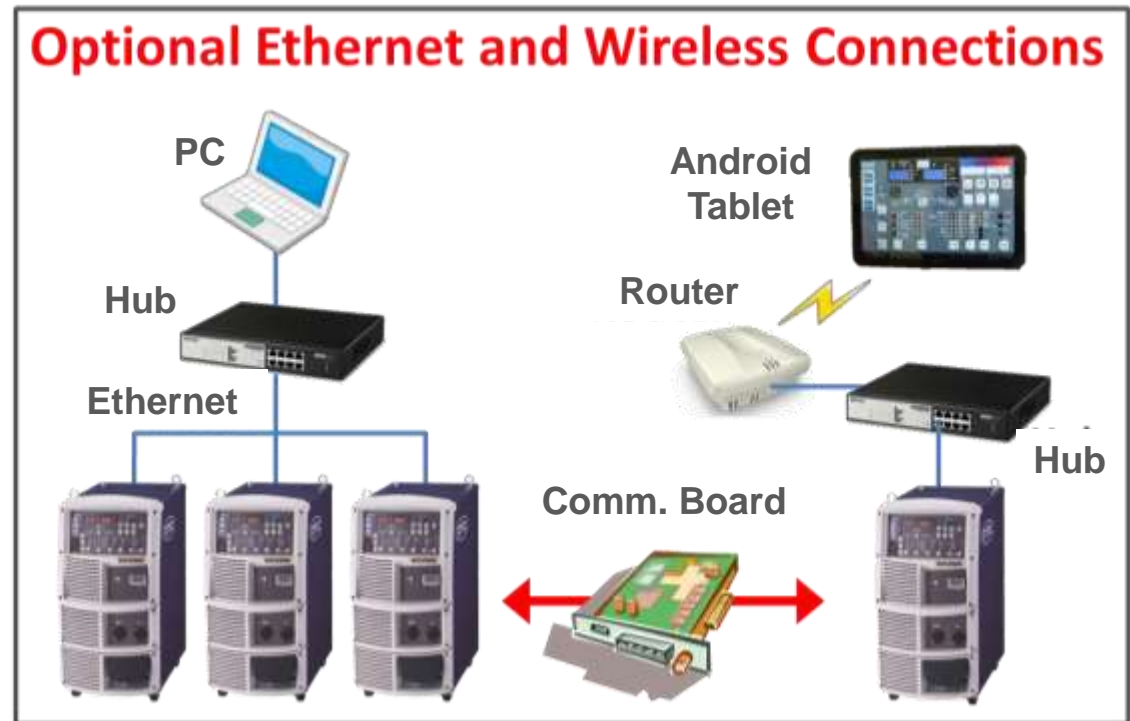 Optional Ethernet and Wireless Connections
PC
Android
Tablet
Hub
Router
Ethernet
Hub
Comm. Board